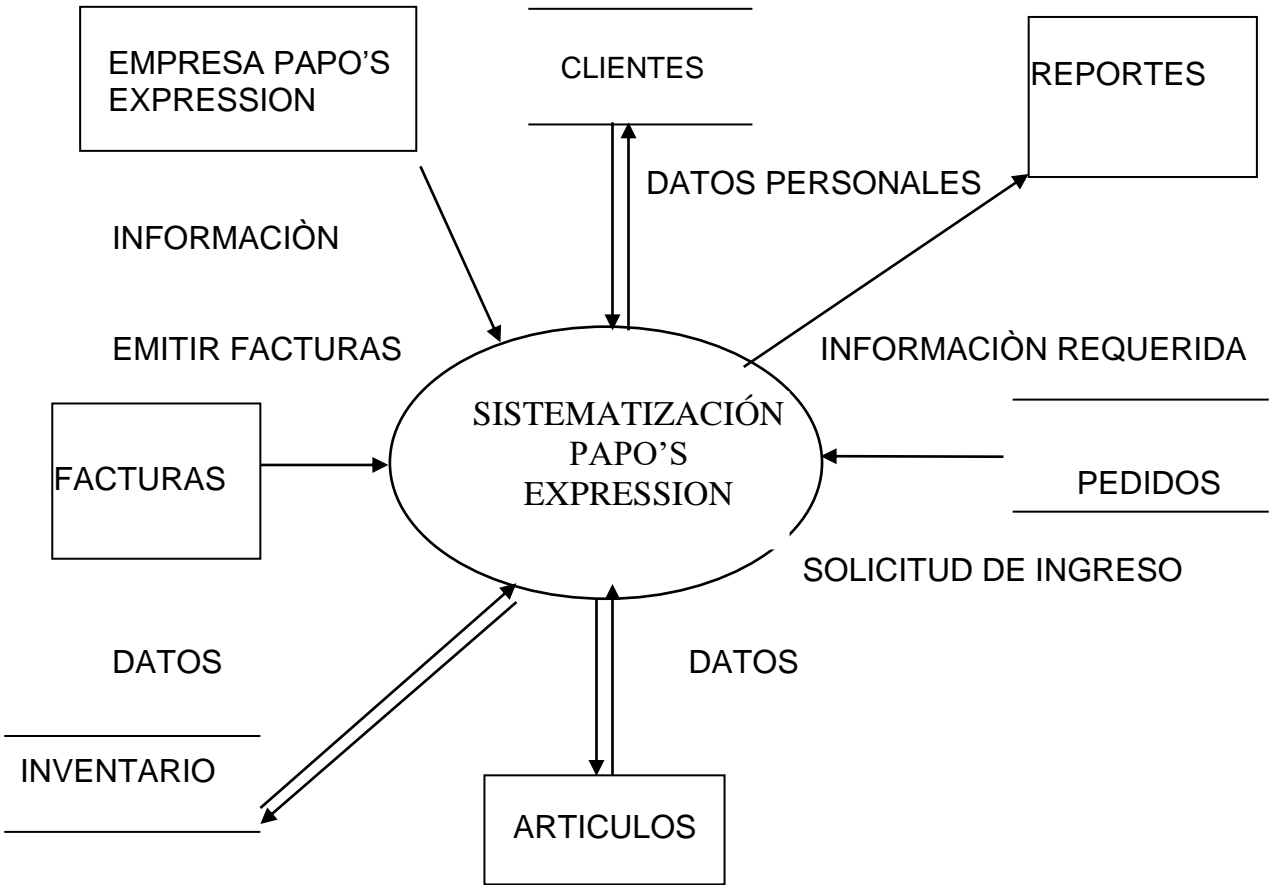 EMPRESA PAPO’S
EXPRESSION
CLIENTES
REPORTES
DATOS PERSONALES
INFORMACIÒN
EMITIR FACTURAS
INFORMACIÒN REQUERIDA
SISTEMATIZACIÓN
PAPO’S
EXPRESSION
FACTURAS
PEDIDOS
SOLICITUD DE INGRESO
DATOS
DATOS
INVENTARIO
ARTICULOS